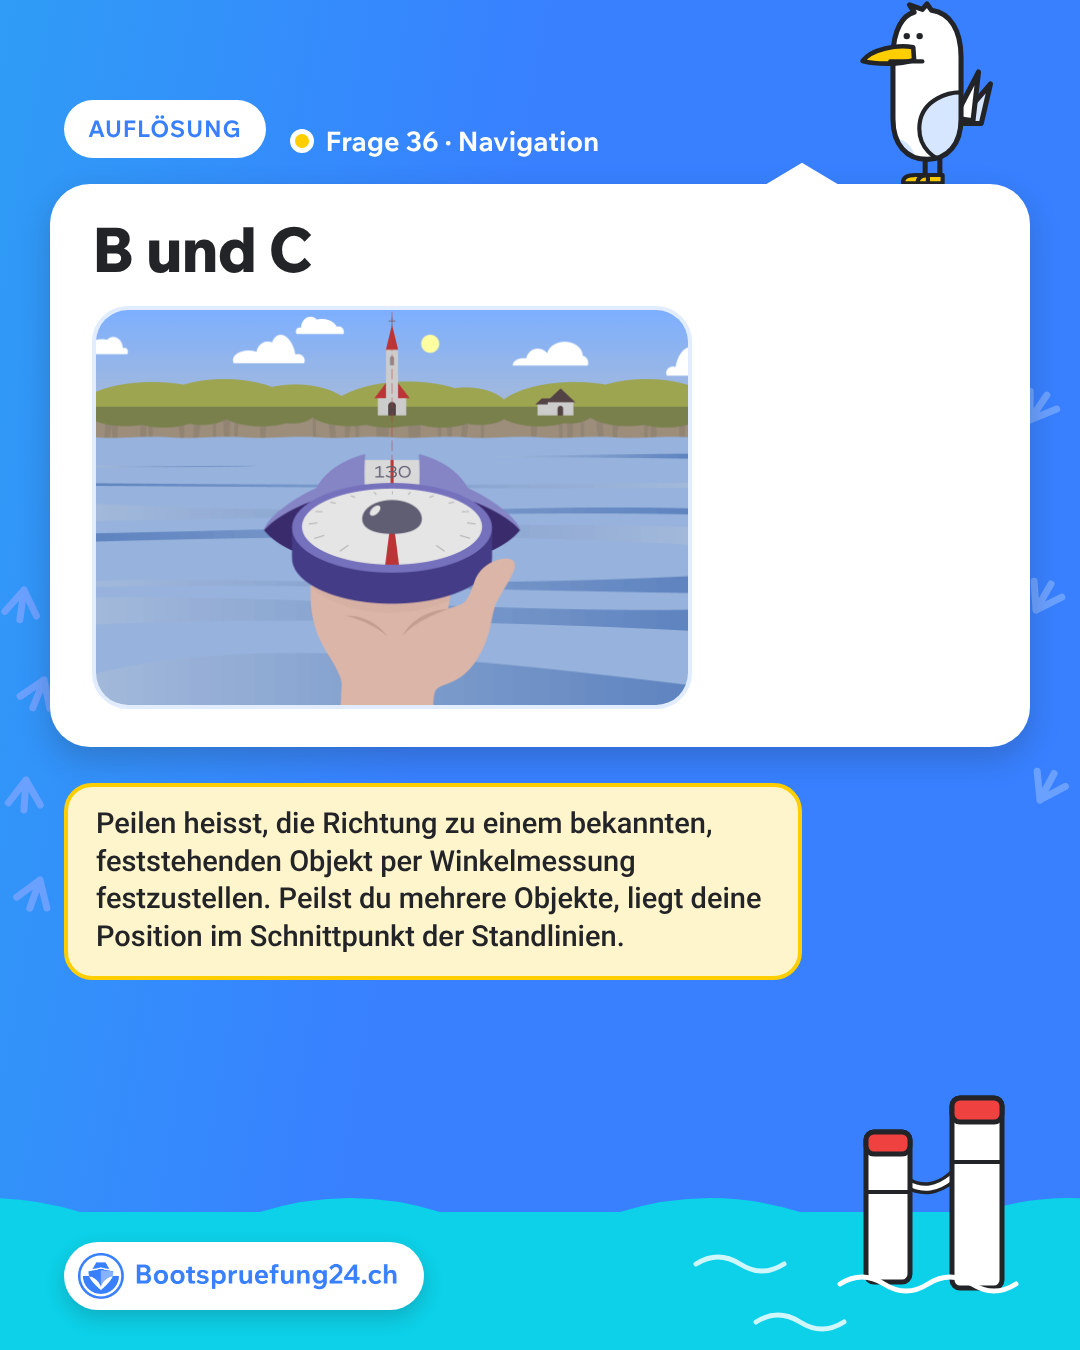 AUFLÖSUNG
Frage 36 · Navigation
B und C
130
Peilen heisst, die Richtung zu einem bekannten,
feststehenden Objekt per Winkelmessung
festzustellen. Peilst du mehrere Objekte, liegt deine
Position im Schnittpunkt der Standlinien.
Bootspruefung24.ch